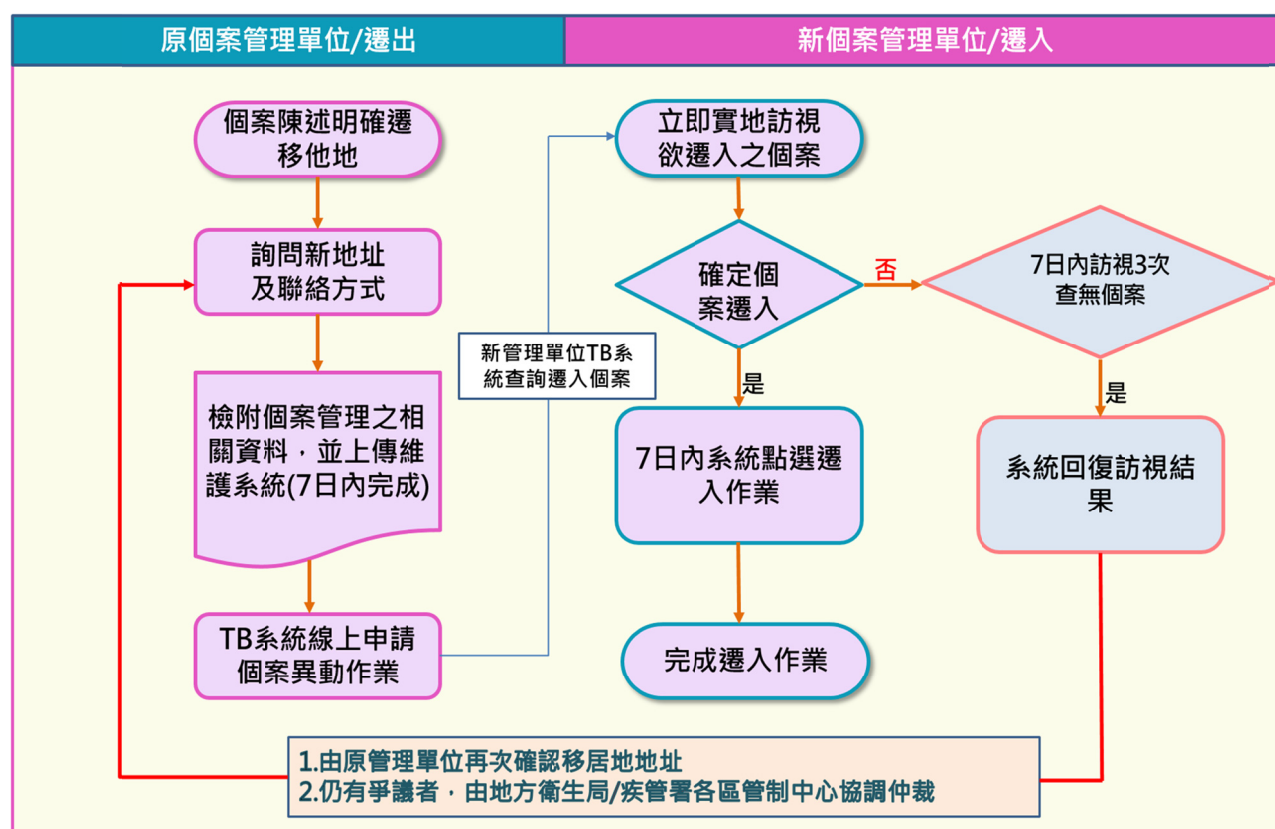 原個案管理單位/遷出
新個案管理單位/遷入
個案陳述明確遷
移他地
詢問新地址
及聯絡方式
檢附個案管理之相
關資料，並上傳維
護系統(7日內完成)
TB系統線上申請
個案異動作業
新管理單位TB系
統查詢遷入個案
立即實地訪視
欲遷入之個案
確定個
案遷入
否
是
7日內系統點選遷
入作業
完成遷入作業
7日內訪視3次
查無個案
是
系統回復訪視結
果
1.由原管理單位再次確認移居地地址
2.仍有爭議者，由地方衛生局/疾管署各區管制中心協調仲裁